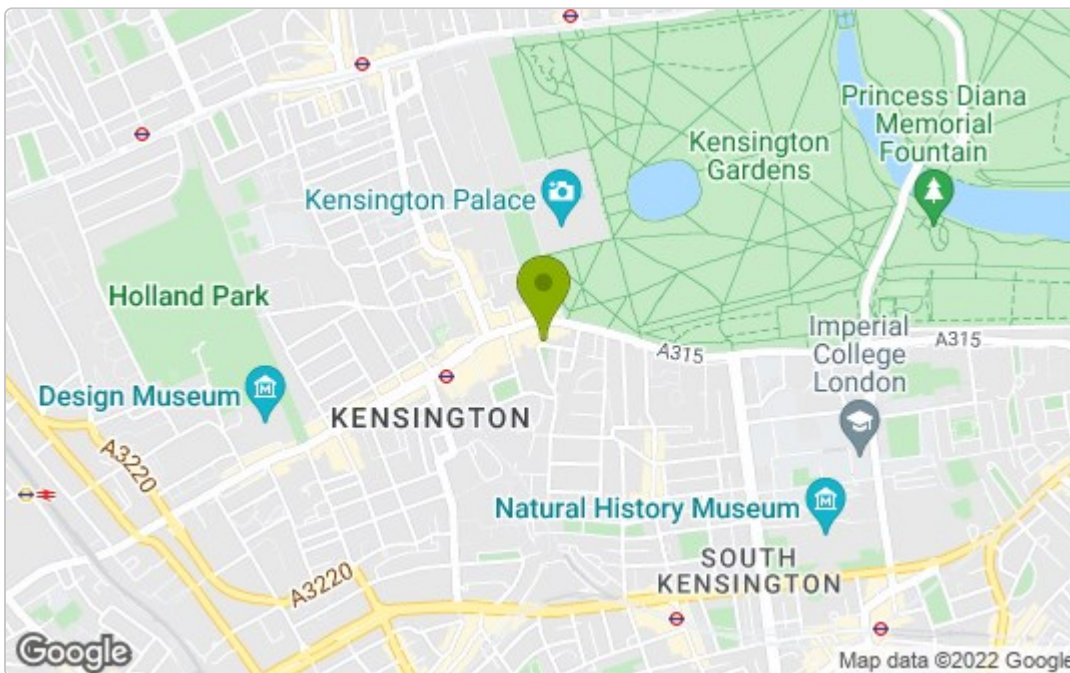 Princess Diana
Memorial
Fountain
Kensington
Gardens
Kensington Palace
Holland Park
A315
Imperial
College
London
A315
Design Museum
KENSINGTON
A3220
Natural History Museum
SOUTH
KENSINGTON
A3220
Google
Map data ©2022 Google